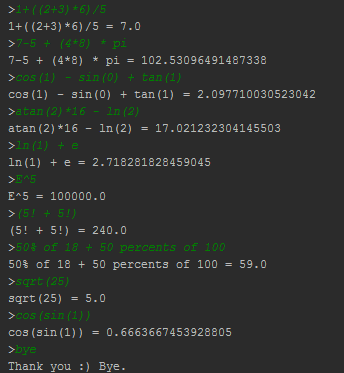 >1+((2+3)*6)/5
1+((2+3)*6)/5 = 7.0
>7-5 + (4*8) * pi
7-5 + (4*8) * pi = 102.53096491487338
>cos(1) - sin(0) + tan(1)
cos(1) - sin(0) + tan(1) = 2.097710030523042
>atan(2)*16 - ln(2)
atan(2)*16 - ln(2) = 17.021232304145503
>ln(1) + e
ln(1) + e = 2.718281828459045
>E^5
E^5 = 100000.0
>(5! + 5!)
(5! + 5!) = 240.0
>50% of 18 + 50 percents of 100
50% of 18 + 50 percents of 100 = 59.0
>sqrt(25)
sqrt(25) = 5.0
>cos(sin(1))
cos(sin(1)) = 0.6663667453928805
>bye
Thank you :) Bye.